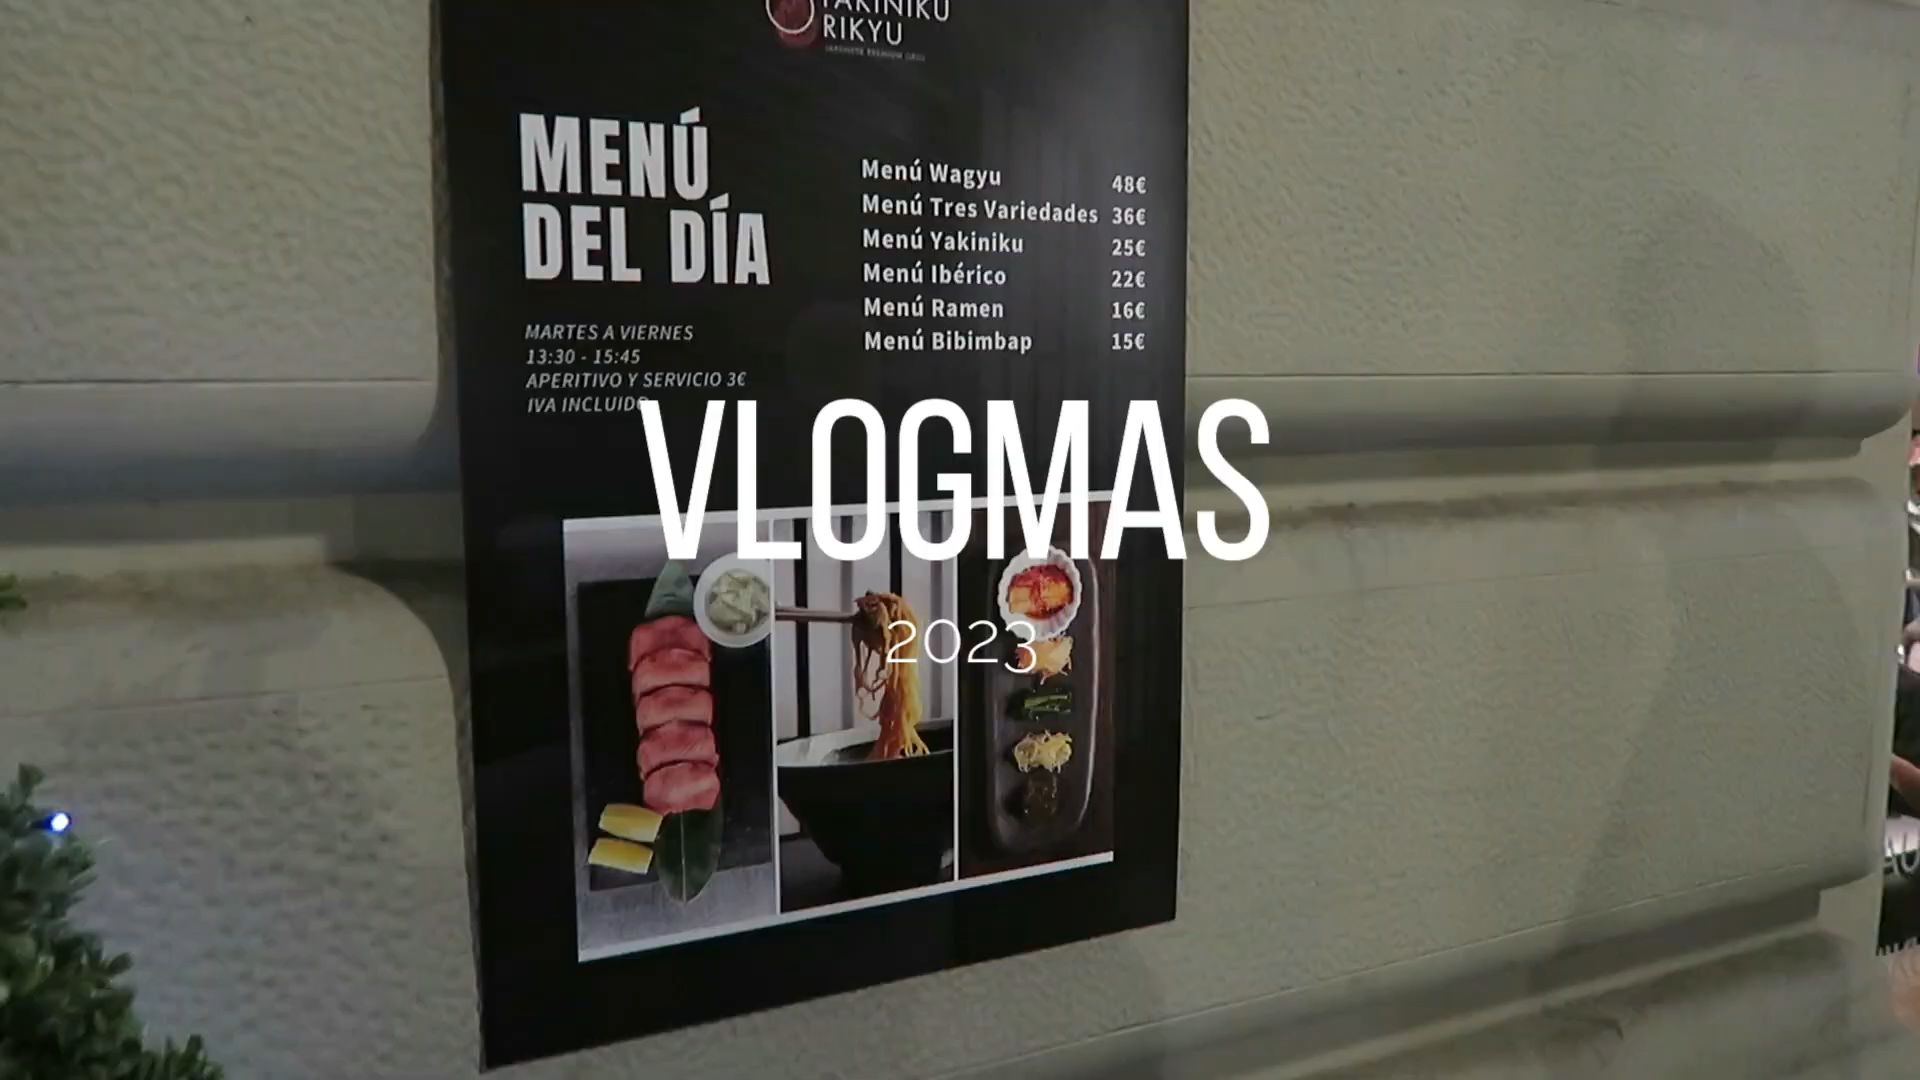 YAKINIKU
RIKYU
MENÚ
DEL DÍA
MARTES A VIERNES
13:30 - 15:45
APERITIVO Y SERVICIO 3€
IVA INCLUIDO
Menú Wagyu 48€
Menú Tres Variedades 36€
Menú Yakiniku 25€
Menú Ibérico 22€
Menú Ramen 16€
Menú Bibimbap 15€
VLOGMAS
2023